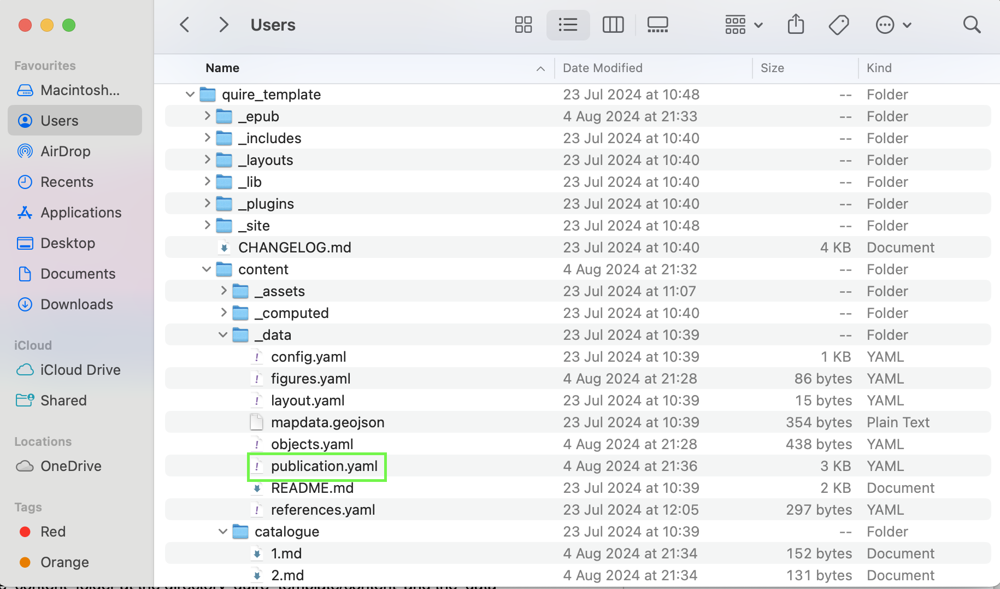 Users
Favourites
Macintosh...
Users
AirDrop
Recents
Applications
Desktop
Documents
Downloads
iCloud
iCloud Drive
Shared
Locations
OneDrive
Tags
Red
Orange
Name Date Modified Size Kind
quire_template 23 Jul 2024 at 10:48 -- Folder
_epub 4 Aug 2024 at 21:33 -- Folder
_includes 23 Jul 2024 at 10:40 -- Folder
_layouts 23 Jul 2024 at 10:40 -- Folder
_lib 23 Jul 2024 at 10:40 -- Folder
_plugins 23 Jul 2024 at 10:40 -- Folder
_site 23 Jul 2024 at 10:48 -- Folder
CHANGELOG.md 23 Jul 2024 at 10:40 4 KB Document
content 4 Aug 2024 at 21:32 -- Folder
_assets 23 Jul 2024 at 11:07 -- Folder
_computed 23 Jul 2024 at 10:40 -- Folder
_data 23 Jul 2024 at 10:39 -- Folder
config.yaml 23 Jul 2024 at 10:39 1 KB YAML
figures.yaml 4 Aug 2024 at 21:28 86 bytes YAML
layout.yaml 23 Jul 2024 at 10:39 15 bytes YAML
mapdata.geojson 23 Jul 2024 at 10:39 354 bytes Plain Text
objects.yaml 4 Aug 2024 at 21:28 438 bytes YAML
publication.yaml 4 Aug 2024 at 21:36 3 KB YAML
README.md 23 Jul 2024 at 10:39 2 KB Document
references.yaml 23 Jul 2024 at 12:05 297 bytes YAML
catalogue 23 Jul 2024 at 10:39 -- Folder
1.md 4 Aug 2024 at 21:34 152 bytes Document
2.md 4 Aug 2024 at 21:34 131 bytes Document